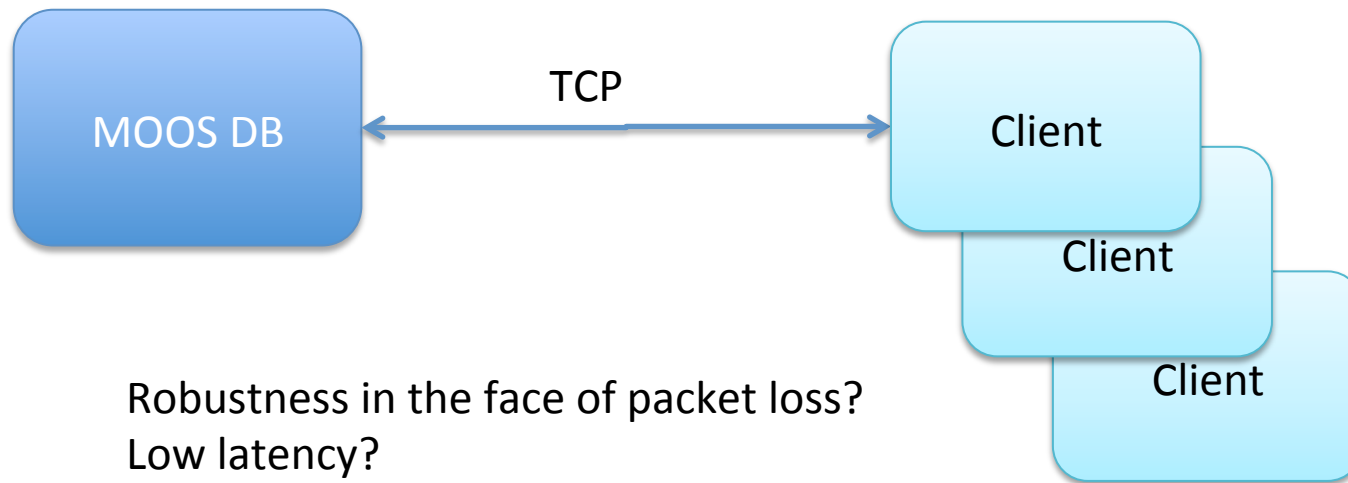 MOOS DB
TCP
Client
Client
Client
Robustness in the face of packet loss?
Low latency?